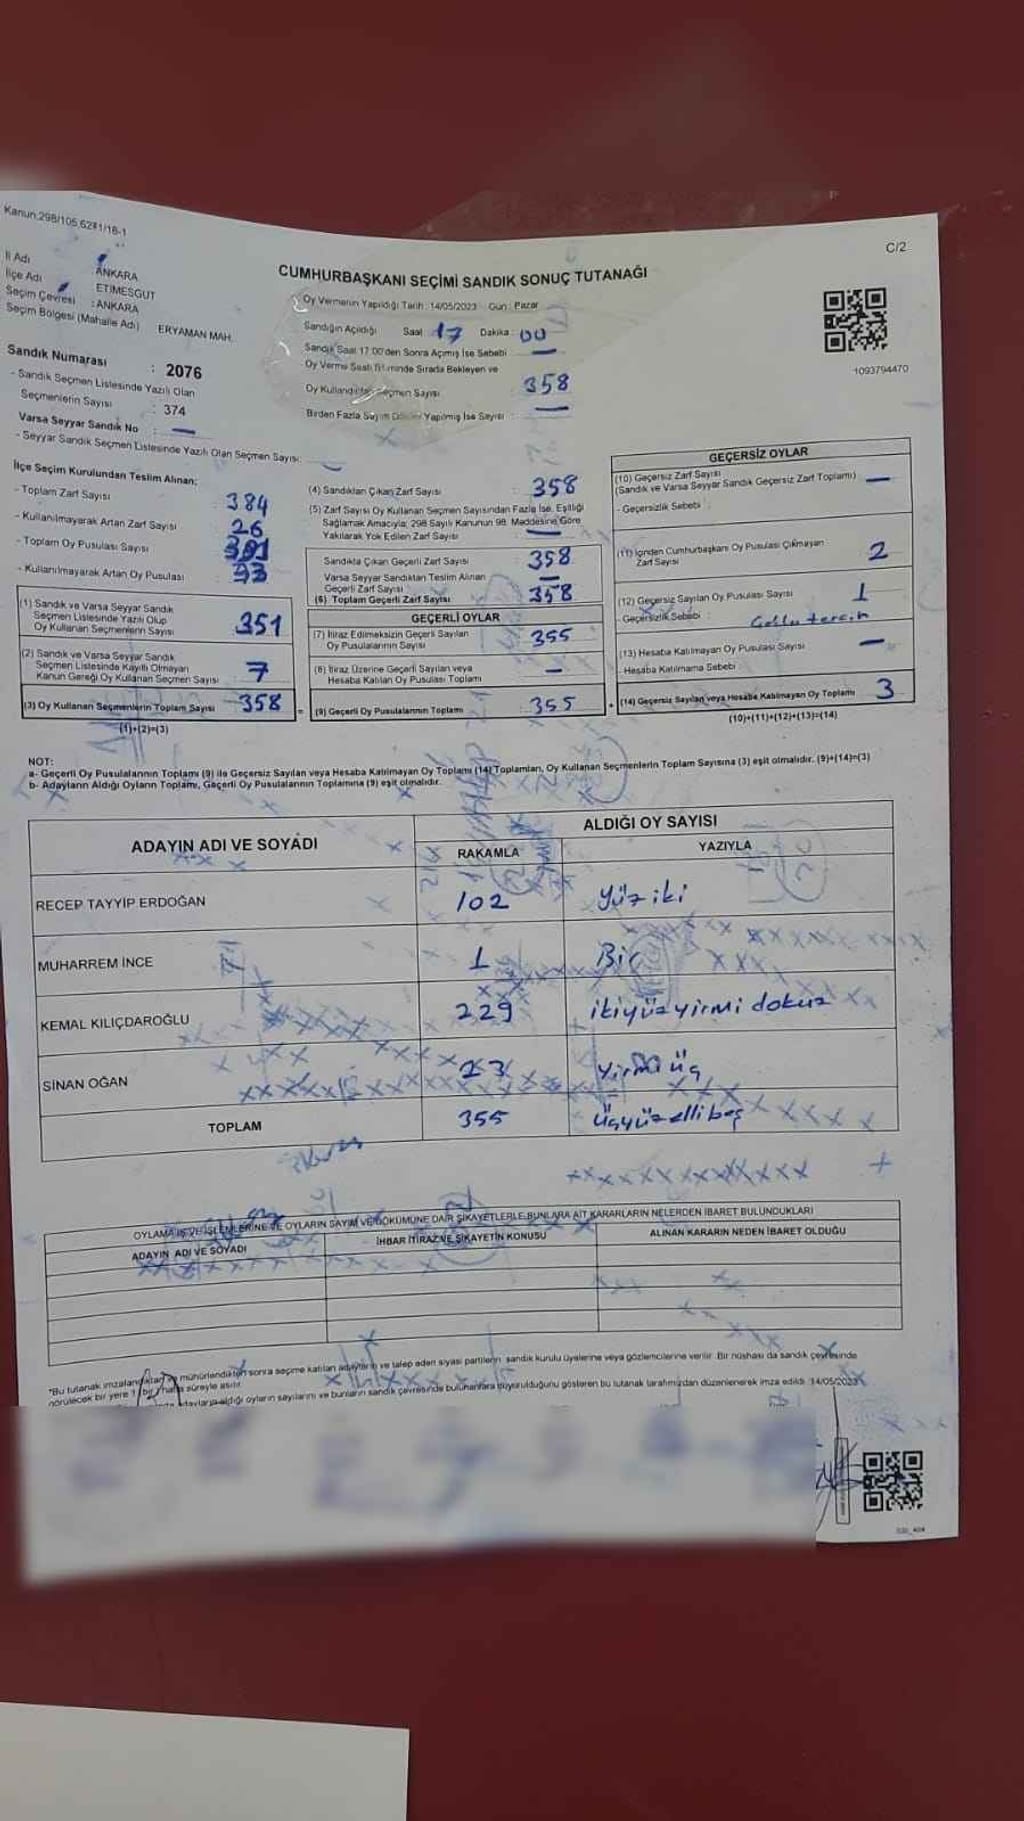 Kanun;298/105,6271/18-1
C/2
İl Adı : ANKARA
İlçe Adı : ETİMESGUT
Seçim Çevresi : ANKARA
Seçim Bölgesi (Mahalle Adı) ERYAMAN MAH.
Sandık Numarası : 2076
- Sandık Seçmen Listesinde Yazılı Olan
Seçmenlerin Sayısı : 374
Varsa Seyyar Sandık No : —
- Seyyar Sandık Seçmen Listesinde Yazılı Olan Seçmen Sayısı: —
CUMHURBAŞKANI SEÇİMİ SANDIK SONUÇ TUTANAĞI
Oy Vermenin Yapıldığı Tarih : 14/05/2023 Gün : Pazar
Sandığın Açıldığı Saat 17 Dakika : 00
Sandık Saat 17:00'den Sonra Açımış İse Sebebi —
Oy Verme Saati Bitiminde Sırada Bekleyen ve
Oy Kullandırılan Seçmen Sayısı 358
Birden Fazla Sayım Dökümü Yapılmış İse Sayısı : —
1093794470
İlçe Seçim Kurulundan Teslim Alınan;
- Toplam Zarf Sayısı : 384
- Kullanılmayarak Artan Zarf Sayısı : 26
- Toplam Oy Pusulası Sayısı : 391
- Kullanılmayarak Artan Oy Pusulası : 33
(1) Sandık ve Varsa Seyyar Sandık
Seçmen Listesinde Yazılı Olup
Oy Kullanan Seçmenlerin Sayısı 351
(2) Sandık ve Varsa Seyyar Sandık
Seçmen Listesinde Kayıtlı Olmayan
Kanun Gereği Oy Kullanan Seçmen Sayısı 7
(3) Oy Kullanan Seçmenlerin Toplam Sayısı 358 =
(1)+(2)=(3)
(4) Sandıktan Çıkan Zarf Sayısı : 358
(5) Zarf Sayısı Oy Kullanan Seçmen Sayısından Fazla İse, Eşitliği
Sağlamak Amacıyla; 298 Sayılı Kanunun 98. Maddesine Göre
Yakılarak Yok Edilen Zarf Sayısı —
Sandıkta Çıkan Geçerli Zarf Sayısı 358
Varsa Seyyar Sandıktan Teslim Alınan
Geçerli Zarf Sayısı —
(6) Toplam Geçerli Zarf Sayısı 358
GEÇERLİ OYLAR
(7) İtiraz Edilmeksizin Geçerli Sayılan
Oy Pusulasının Sayısı 355
(8) İtiraz Üzerine Geçerli Sayılan veya
Hesaba Katılan Oy Pusulası Toplamı —
(9) Geçerli Oy Pusulalarının Toplamı 355 +
GEÇERSİZ OYLAR
(10) Geçersiz Zarf Sayısı
(Sandık ve Varsa Seyyar Sandık Geçersiz Zarf Toplamı) —
- Geçersizlik Sebebi :
(11) İçinden Cumhurbaşkanı Oy Pusulası Çıkmayan
Zarf Sayısı 2
(12) Geçersiz Sayılan Oy Pusulası Sayısı 1
- Geçersizlik Sebebi : Çoklu tercih
(13) Hesaba Katılmayan Oy Pusulası Sayısı —
- Hesaba Katılmama Sebebi :
(14) Geçersiz Sayılan veya Hesaba Katılmayan Oy Toplamı 3
(10)+(11)+(12)+(13)=(14)
NOT:
a- Geçerli Oy Pusulalarının Toplamı (9) ile Geçersiz Sayılan veya Hesaba Katılmayan Oy Toplamı (14) Toplamları, Oy Kullanan Seçmenlerin Toplam Sayısına (3) eşit olmalıdır. (9)+(14)=(3)
b- Adayların Aldığı Oyların Toplamı, Geçerli Oy Pusulalarının Toplamına (9) eşit olmalıdır.
ADAYIN ADI VE SOYADI
ALDIĞI OY SAYISI
RAKAMLA YAZIYLA
RECEP TAYYİP ERDOĞAN 102 Yüz iki
MUHARREM İNCE 1 Bir
KEMAL KILIÇDAROĞLU 229 ikiyüzyirmi dokuz
SİNAN OĞAN 23 Yirmi üç
TOPLAM 355 Üçyüzellibeş
OYLAMA İŞ VE İŞLEMLERİNE VE OYLARIN SAYIM VE DÖKÜMÜNE DAİR ŞİKAYETLERLE BUNLARA AİT KARARLARIN NELERDEN İBARET BULUNDUKLARI
ADAYIN ADI VE SOYADI İHBAR İTİRAZ VE ŞİKAYETİN KONUSU ALINAN KARARIN NEDEN İBARET OLDUĞU
"Bu tutanak imzalandıktan ve mühürlendikten sonra seçime katılan adayların ve talep eden siyasi partilerin sandık kurulu üyelerine veya gözlemcilerine verilir. Bir nüshası da sandık çevresinde
görülecek bir yere 1 (bir) hafta süreyle asılır.
adayların aldığı oyların sayılarını ve bunların sandık çevresinde bulunanlara duyurulduğunu gösteren bu tutanak tarafımızdan düzenlenerek imza edildi. 14/05/2023